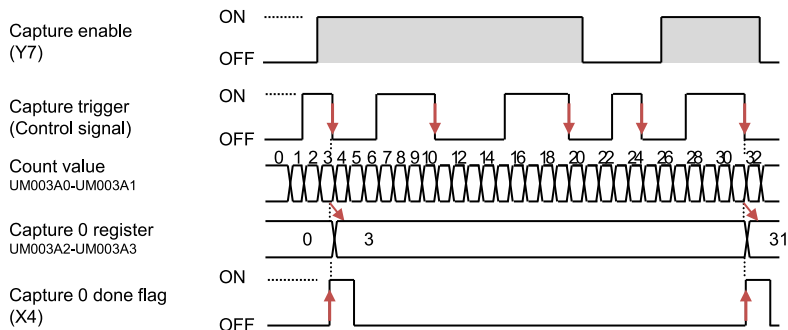 Capture enable
(Y7)
ON
OFF
Capture trigger
(Control signal)
ON
OFF
Count value
UM003A0-UM003A1
0 1 2 3 4 5 6 7 8 9 10 12 14 16 18 20 22 24 26 28 30 32
Capture 0 register
UM003A2-UM003A3
0 3 31
Capture 0 done flag
(X4)
ON
OFF